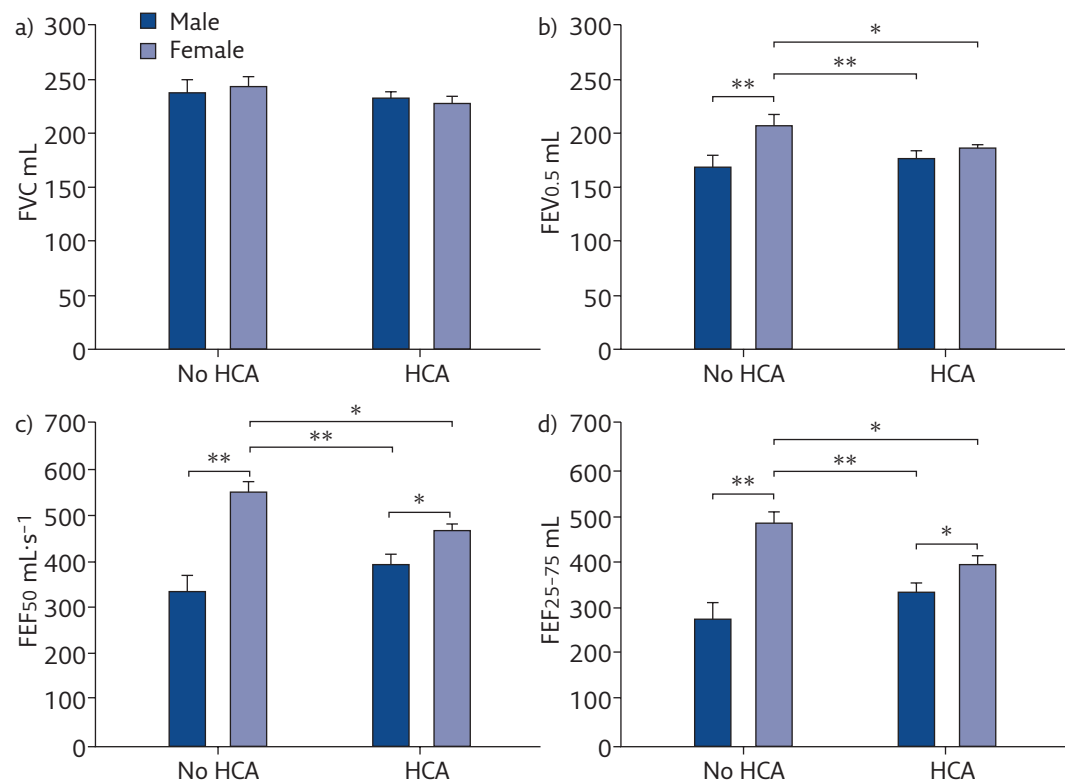 a)
Male
Female
300
250
200
150
100
50
0
FVC mL
No HCA HCA
b)
300
250
200
150
100
50
0
FEV0.5 mL
*
**
**
No HCA HCA
c)
700
600
500
400
300
200
100
0
FEF50 mL·s−1
*
**
**
*
No HCA HCA
d)
700
600
500
400
300
200
100
0
FEF25–75 mL
*
**
**
*
No HCA HCA